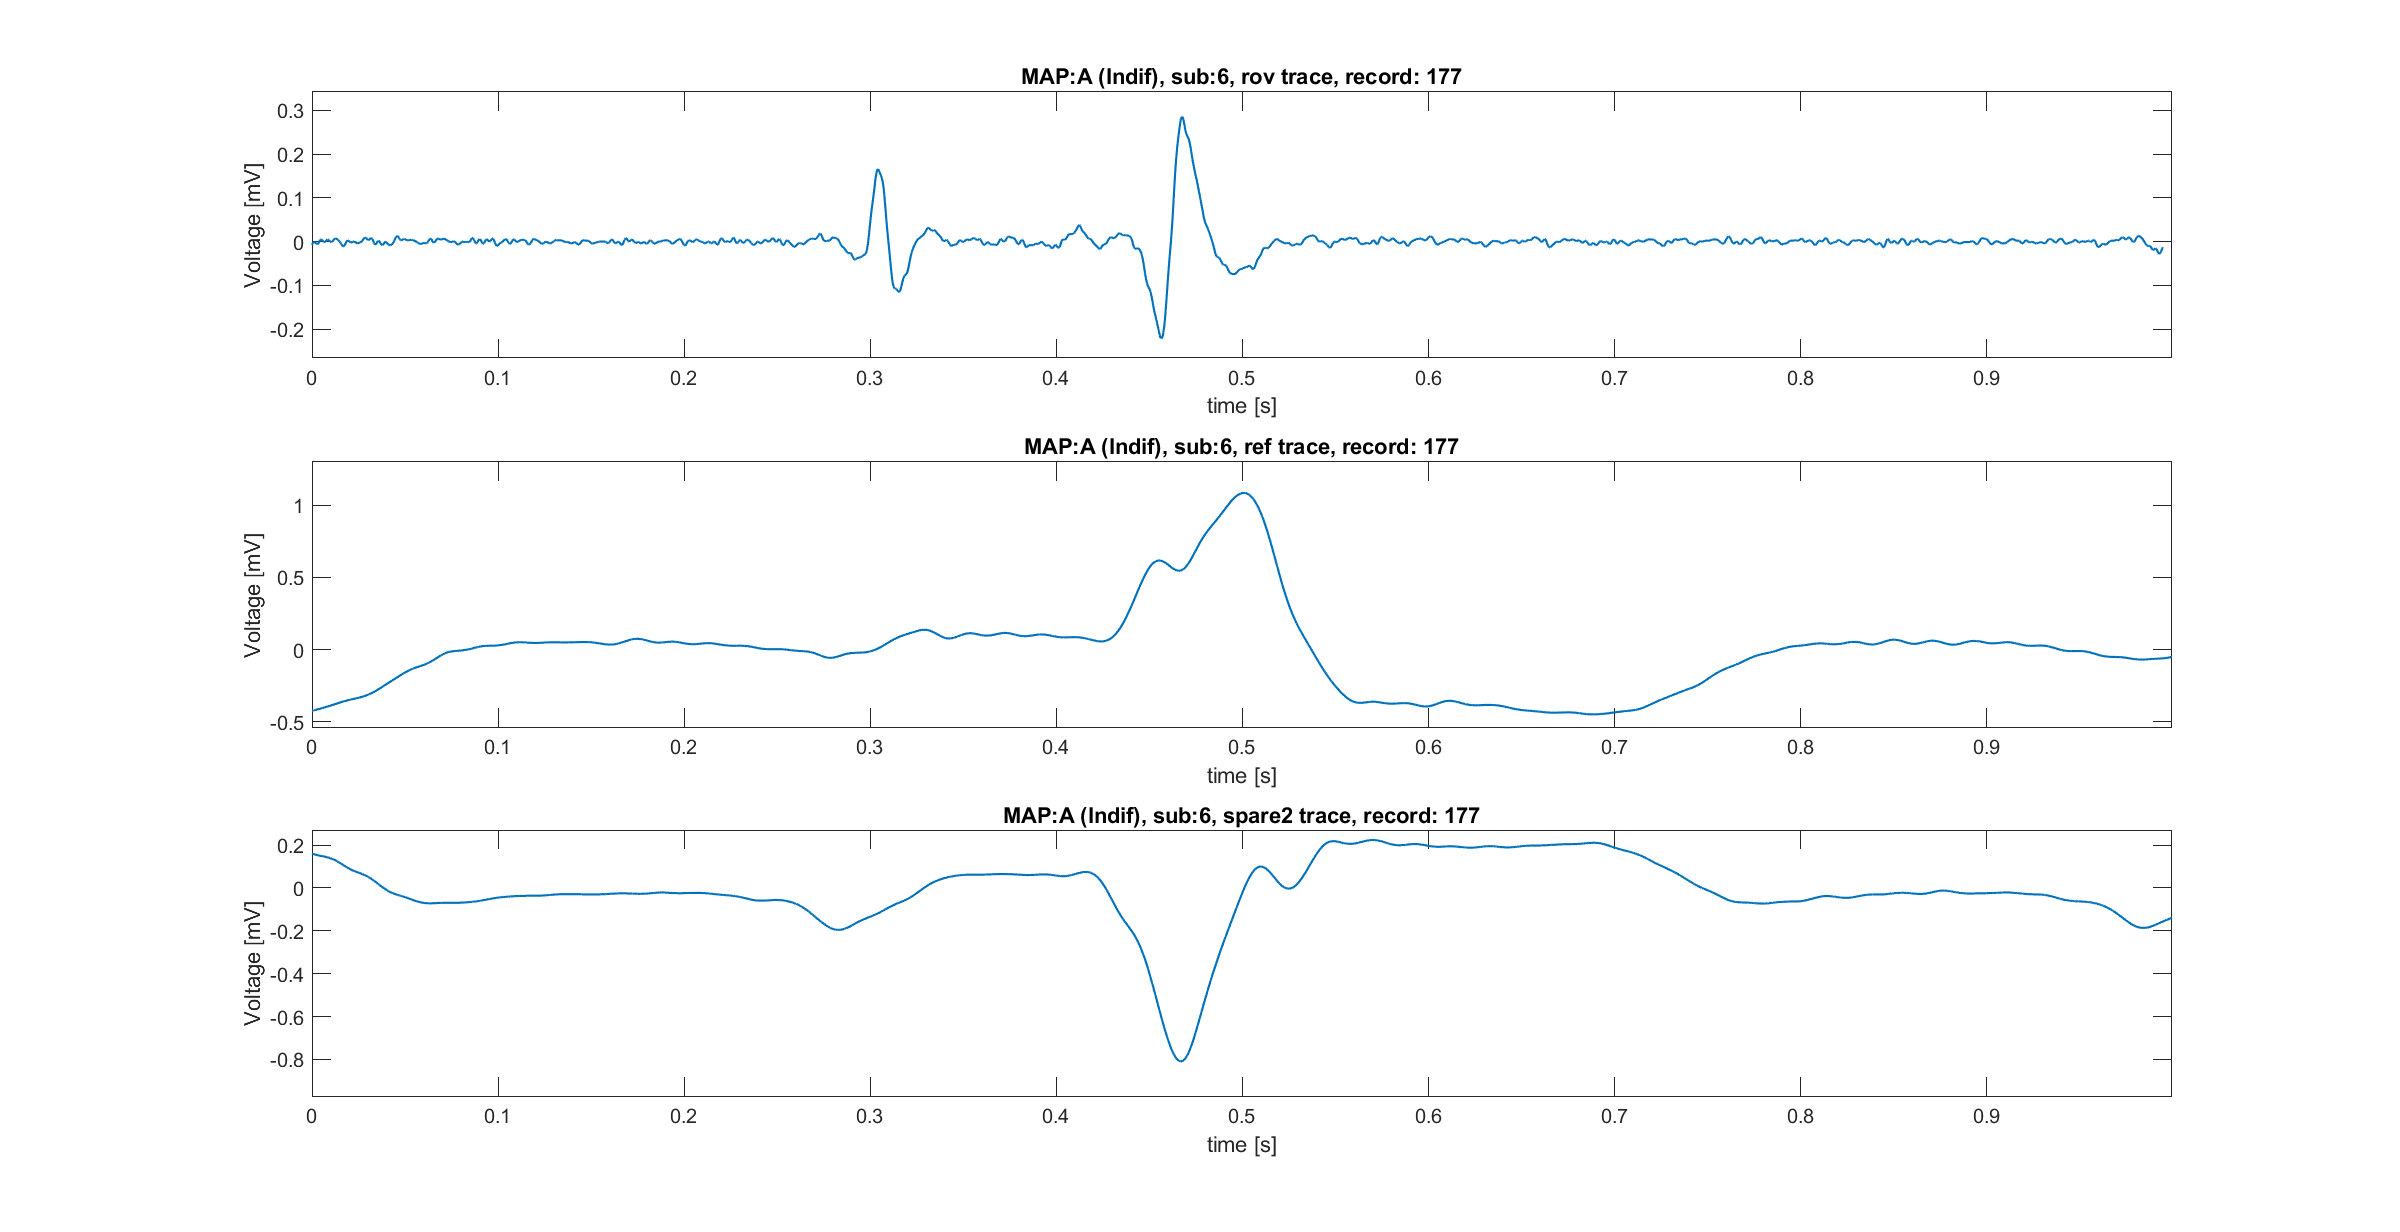 MAP:A (Indif), sub:6, rov trace, record: 177
Voltage [mV]
0.3
0.2
0.1
0
-0.1
-0.2
0 0.1 0.2 0.3 0.4 0.5 0.6 0.7 0.8 0.9
time [s]
MAP:A (Indif), sub:6, ref trace, record: 177
Voltage [mV]
1
0.5
0
-0.5
0 0.1 0.2 0.3 0.4 0.5 0.6 0.7 0.8 0.9
time [s]
MAP:A (Indif), sub:6, spare2 trace, record: 177
Voltage [mV]
0.2
0
-0.2
-0.4
-0.6
-0.8
0 0.1 0.2 0.3 0.4 0.5 0.6 0.7 0.8 0.9
time [s]